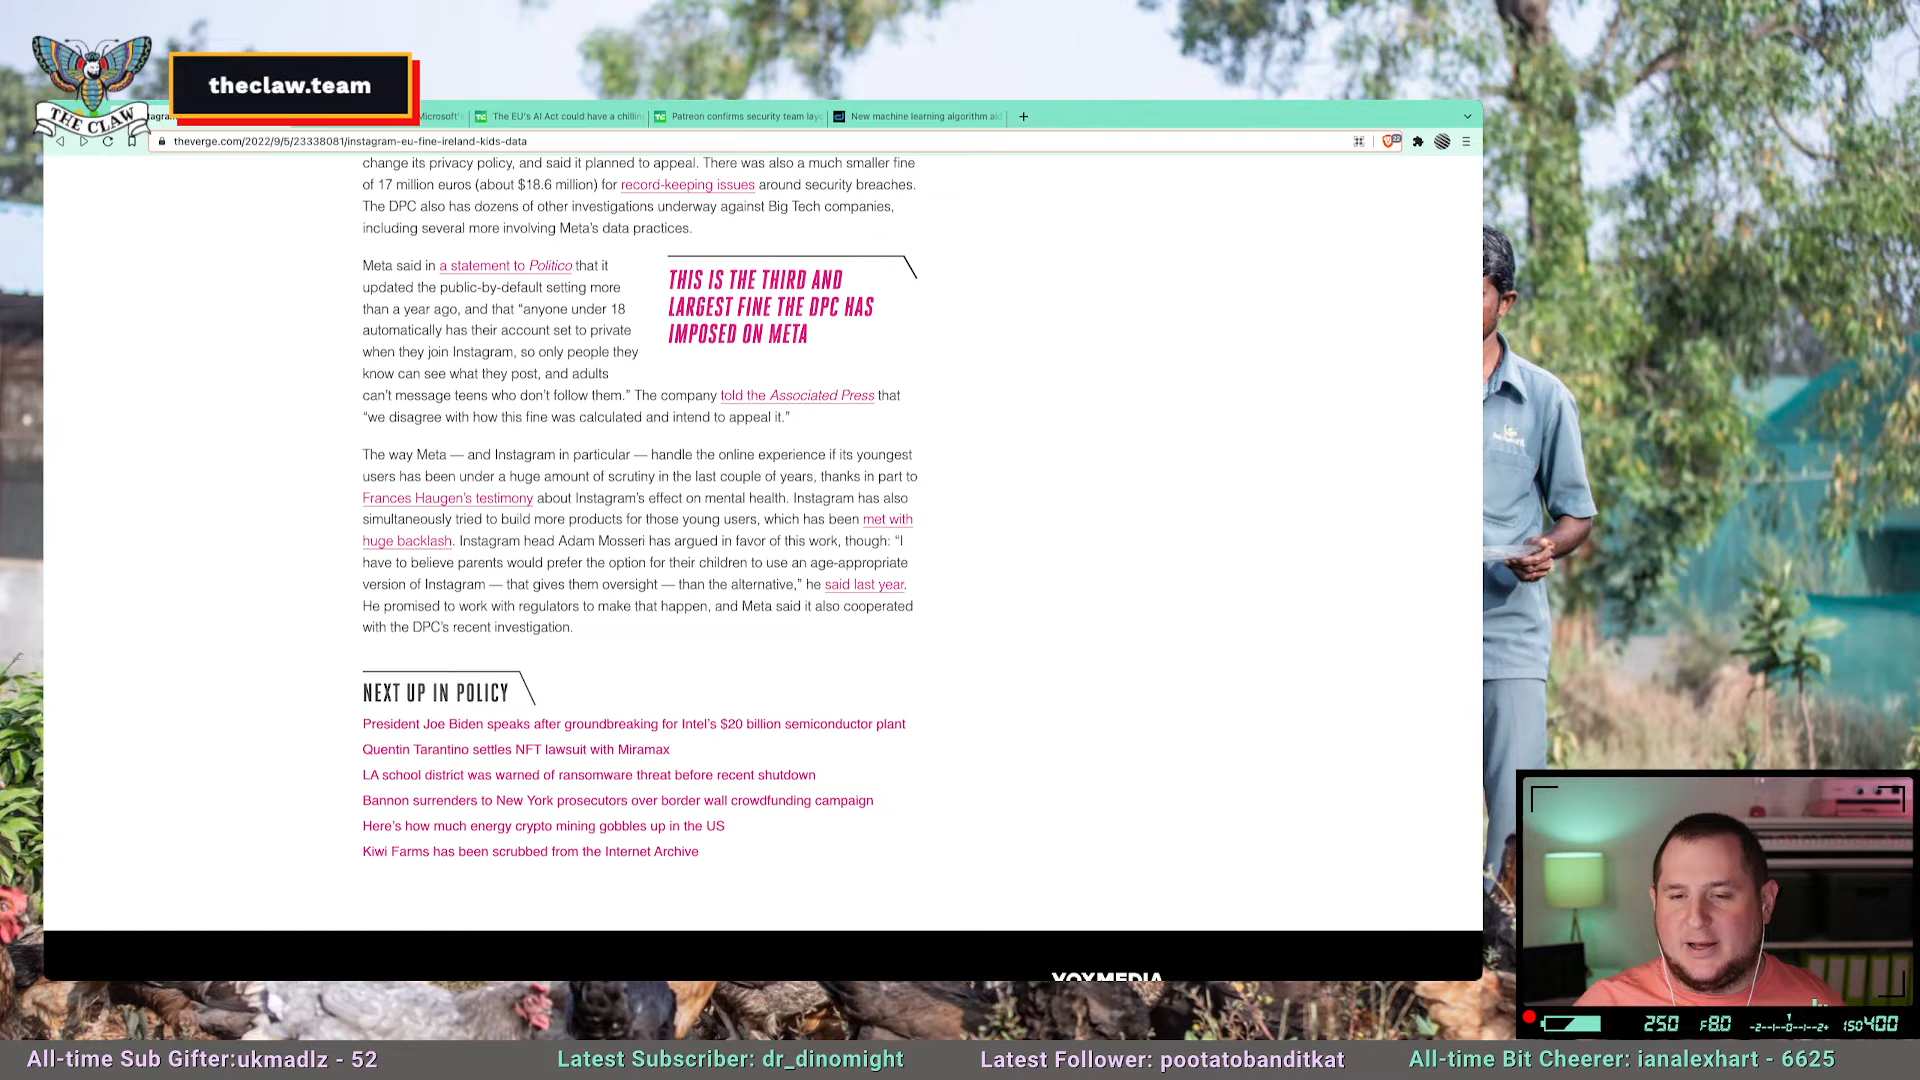 theclaw.team
THE CLAW
Microsoft's
The EU's AI Act could have a chillin
Patreon confirms security team layo
New machine learning algorithm aid
theverge.com/2022/9/5/23338081/instagram-eu-fine-ireland-kids-data
change its privacy policy, and said it planned to appeal. There was also a much smaller fine
of 17 million euros (about $18.6 million) for record-keeping issues around security breaches.
The DPC also has dozens of other investigations underway against Big Tech companies,
including several more involving Meta's data practices.
Meta said in a statement to Politico that it
updated the public-by-default setting more
than a year ago, and that “anyone under 18
automatically has their account set to private
when they join Instagram, so only people they
know can see what they post, and adults
can't message teens who don't follow them.” The company told the Associated Press that
“we disagree with how this fine was calculated and intend to appeal it.”
THIS IS THE THIRD AND
LARGEST FINE THE DPC HAS
IMPOSED ON META
The way Meta — and Instagram in particular — handle the online experience if its youngest
users has been under a huge amount of scrutiny in the last couple of years, thanks in part to
Frances Haugen's testimony about Instagram's effect on mental health. Instagram has also
simultaneously tried to build more products for those young users, which has been met with
huge backlash. Instagram head Adam Mosseri has argued in favor of this work, though: “I
have to believe parents would prefer the option for their children to use an age-appropriate
version of Instagram — that gives them oversight — than the alternative,” he said last year.
He promised to work with regulators to make that happen, and Meta said it also cooperated
with the DPC's recent investigation.
NEXT UP IN POLICY
President Joe Biden speaks after groundbreaking for Intel's $20 billion semiconductor plant
Quentin Tarantino settles NFT lawsuit with Miramax
LA school district was warned of ransomware threat before recent shutdown
Bannon surrenders to New York prosecutors over border wall crowdfunding campaign
Here's how much energy crypto mining gobbles up in the US
Kiwi Farms has been scrubbed from the Internet Archive
VOXMEDIA
250 F8.0 -2--1--0--1--2+ ISO400
All-time Sub Gifter:ukmadlz - 52
Latest Subscriber: dr_dinomight
Latest Follower: pootatobanditkat
All-time Bit Cheerer: ianalexhart - 6625